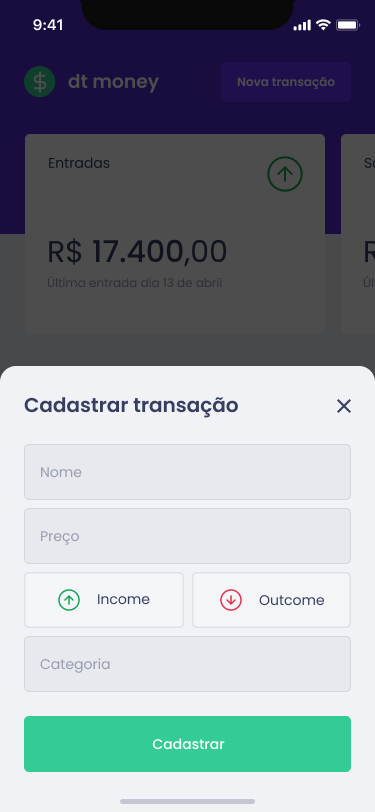 9:41
$ dt money
Nova transação
Entradas
R$ 17.400,00
Última entrada dia 13 de abril
Cadastrar transação
Nome
Preço
Income
Outcome
Categoria
Cadastrar